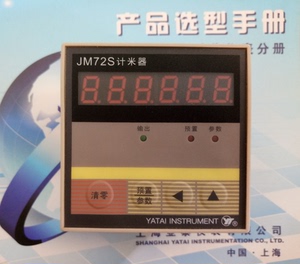 产品选型手册
分册
JM72S计米器
888888
输出 预置 参数
清零
预置
参数
YATAI INSTRUMENT
上海亚泰仪表有限公司
SHANGHAI YATAI INSTRUMENTATION CO., LTD.
中国·上海